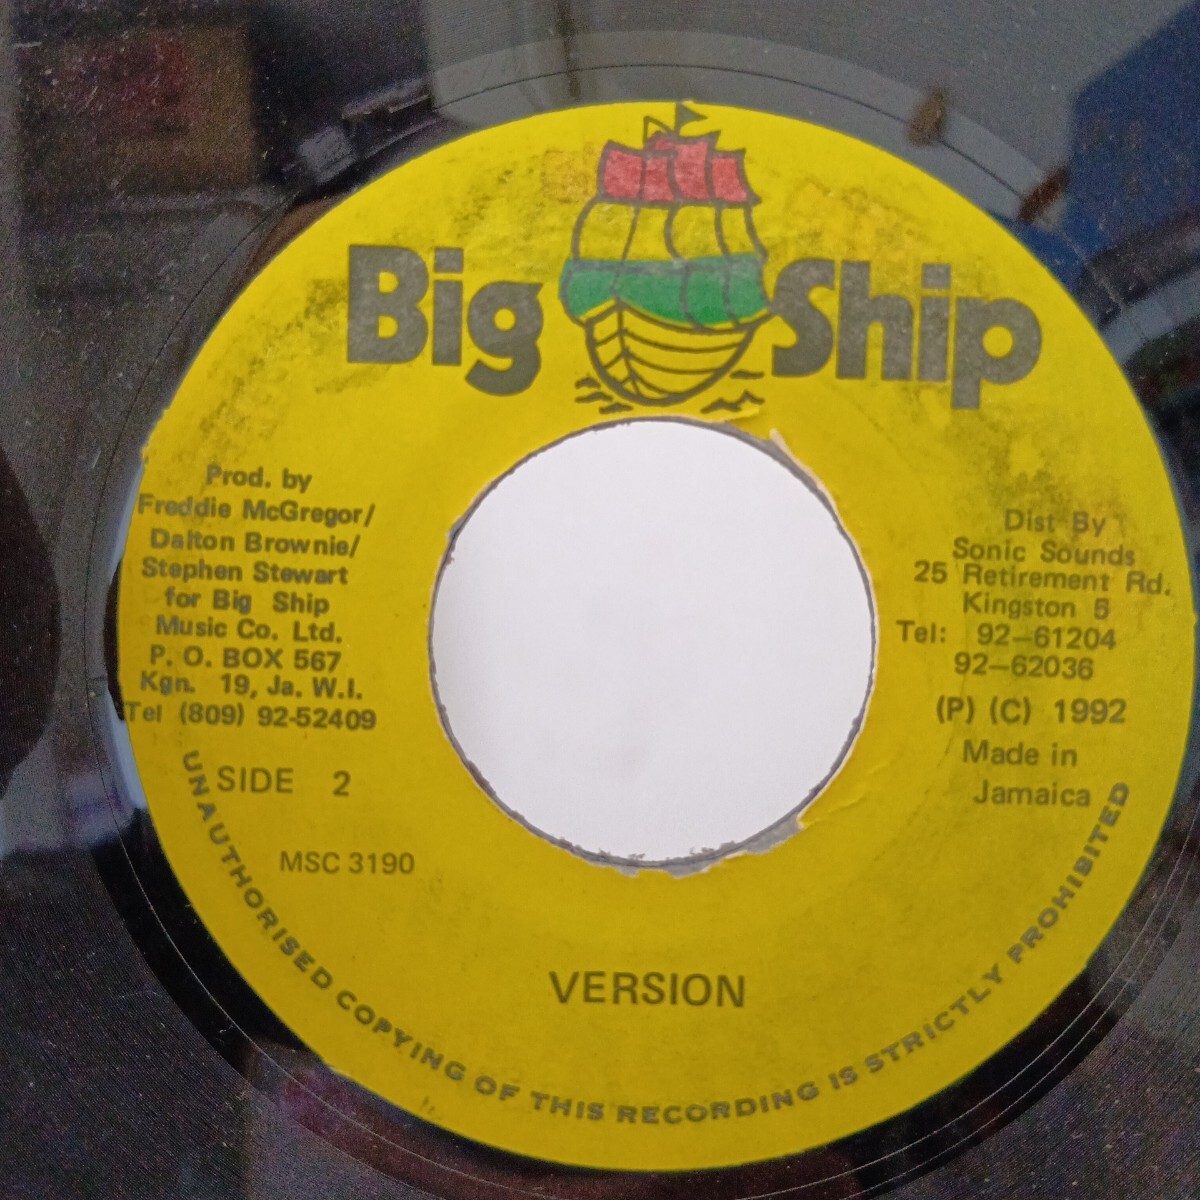 Big Ship
Prod. by
Freddie McGregor/
Dalton Brownie/
Stephen Stewart
for Big Ship
Music Co. Ltd.
P. O. BOX 567
Kgn. 19, Ja. W.I.
Tel (809) 92-52409
SIDE 2
MSC 3190
Dist By
Sonic Sounds
25 Retirement Rd.
Kingston 5
Tel: 92-61204
92-62036
(P) (C) 1992
Made in
Jamaica
VERSION
UNAUTHORISED COPYING OF THIS RECORDING IS STRICTLY PROHIBITED